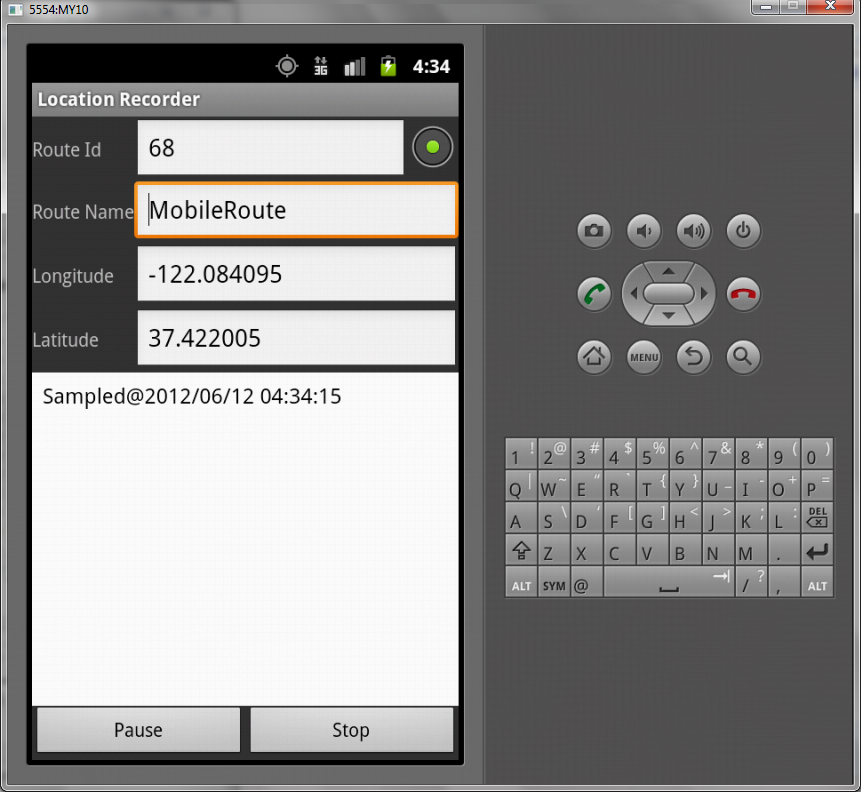 5554:MY10
3G 4:34
Location Recorder
Route Id 68
Route Name MobileRoute
Longitude -122.084095
Latitude 37.422005
Sampled@2012/06/12 04:34:15
Pause Stop
MENU
1 ! 2 @ 3 # 4 $ 5 % 6 ^ 7 & 8 * 9 ( 0 )
Q | W ~ E " R ` T { Y } U _ I - O + P =
A S \ D ' F [ G ] H < J > K ; L : DEL
Z X C V B N M .
ALT SYM @ / ? , ALT